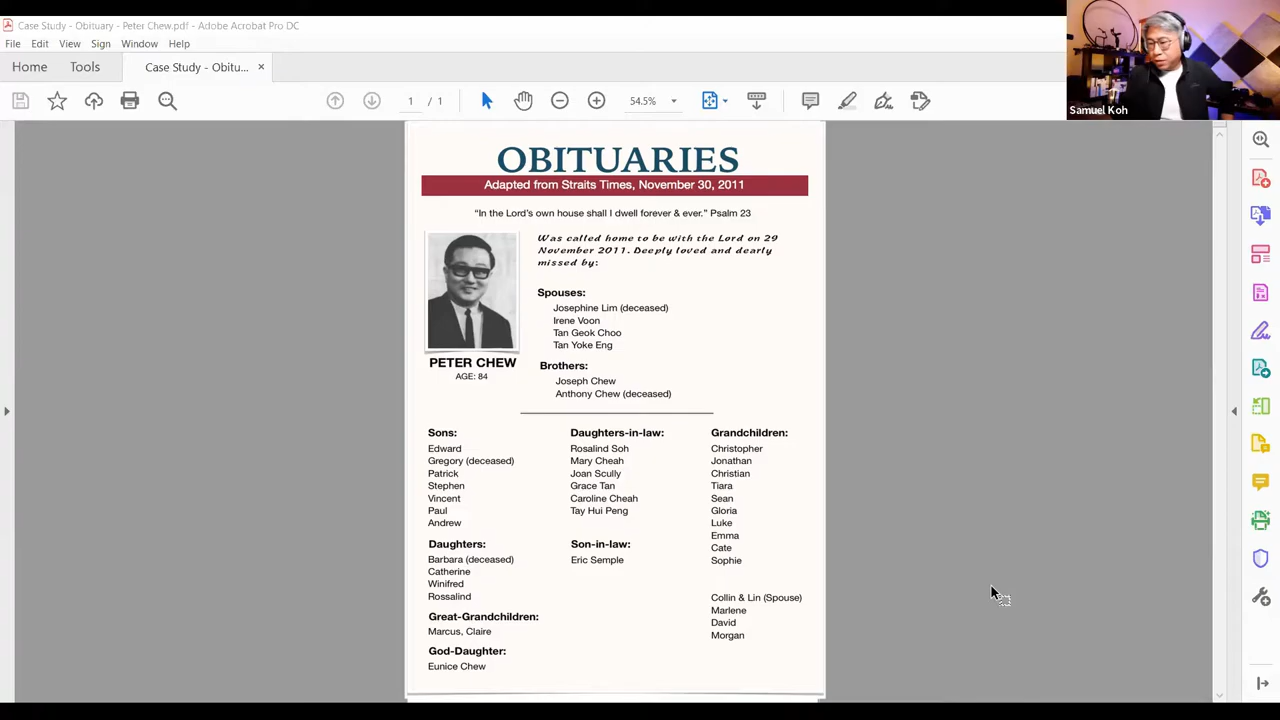 Case Study - Obituary - Peter Chew.pdf - Adobe Acrobat Pro DC
File Edit View Sign Window Help
Home Tools Case Study - Obitu... ×
1 / 1 54.5%
Samuel Koh
OBITUARIES
Adapted from Straits Times, November 30, 2011
“In the Lord’s own house shall I dwell forever & ever.” Psalm 23
Was called home to be with the Lord on 29
November 2011. Deeply loved and dearly
missed by:
PETER CHEW
AGE: 84
Spouses:
Josephine Lim (deceased)
Irene Voon
Tan Geok Choo
Tan Yoke Eng
Brothers:
Joseph Chew
Anthony Chew (deceased)
Sons:
Edward
Gregory (deceased)
Patrick
Stephen
Vincent
Paul
Andrew
Daughters:
Barbara (deceased)
Catherine
Winifred
Rossalind
Great-Grandchildren:
Marcus, Claire
God-Daughter:
Eunice Chew
Daughters-in-law:
Rosalind Soh
Mary Cheah
Joan Scully
Grace Tan
Caroline Cheah
Tay Hui Peng
Son-in-law:
Eric Semple
Grandchildren:
Christopher
Jonathan
Christian
Tiara
Sean
Gloria
Luke
Emma
Cate
Sophie
Collin & Lin (Spouse)
Marlene
David
Morgan